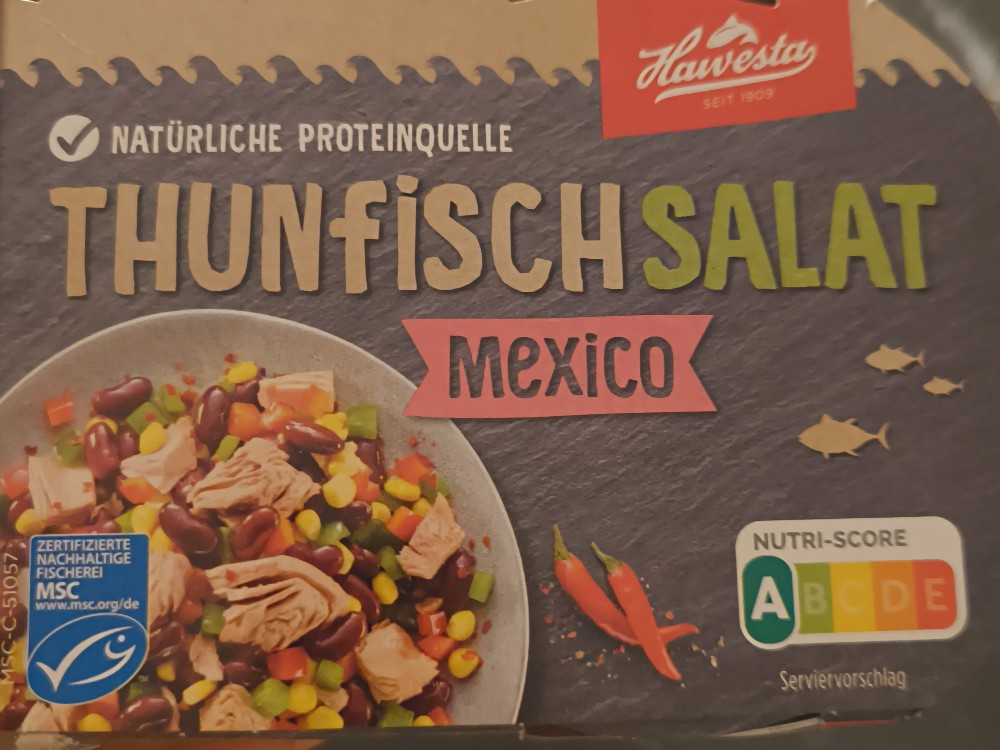 Hawesta
SEIT 1909
NATÜRLICHE PROTEINQUELLE
THUNfiSCH SALAT
MeXiCO
NUTRI-SCORE
A B C D E
Serviervorschlag
ZERTIFIZIERTE
NACHHALTIGE
FISCHEREI
MSC
www.msc.org/de
TM
MSC-C-51057